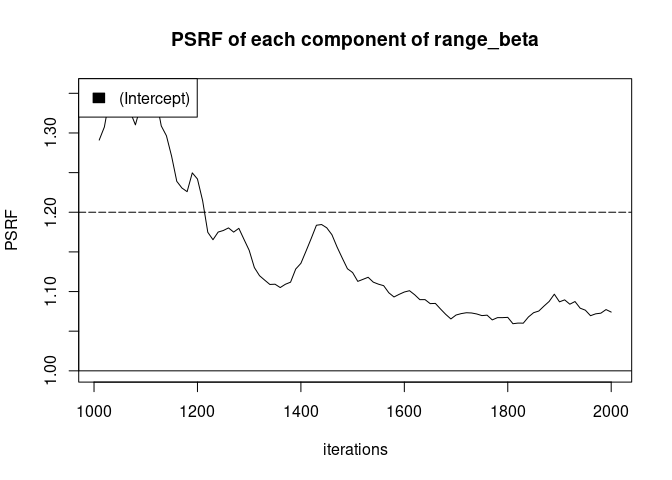 PSRF of each component of range_beta
(Intercept)
PSRF
1.30
1.20
1.10
1.00
1000 1200 1400 1600 1800 2000
iterations